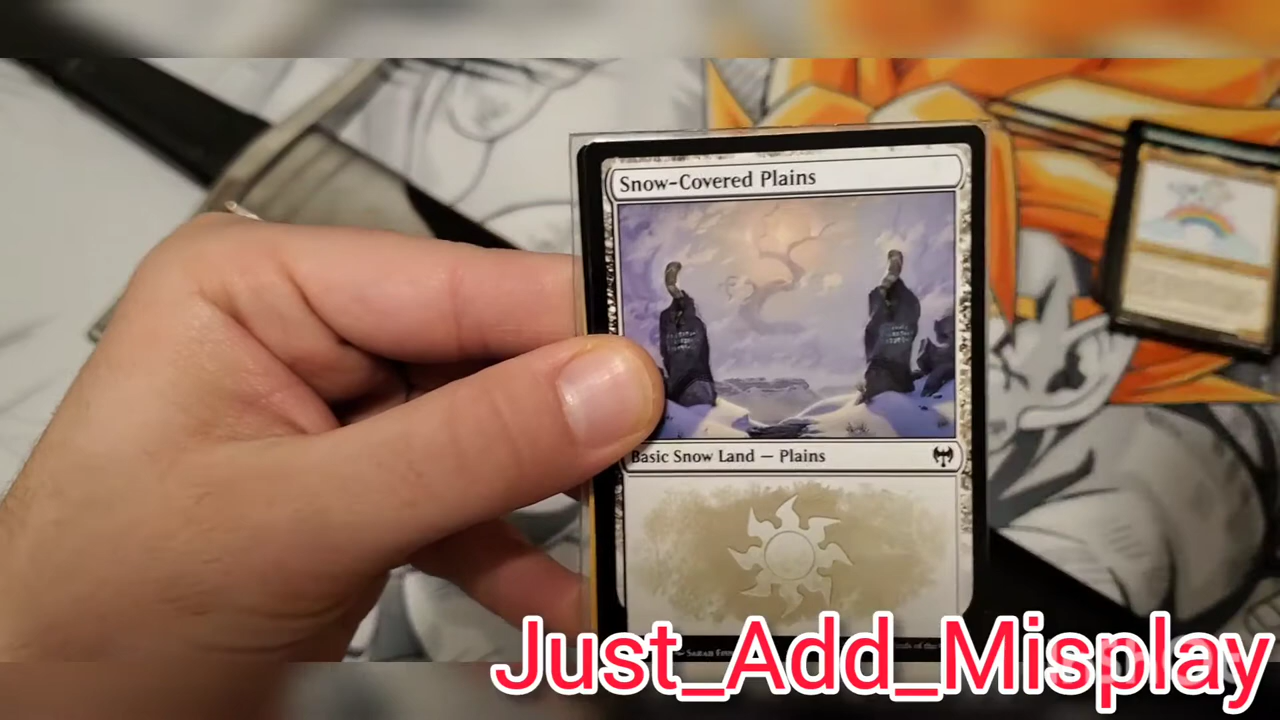 Snow-Covered Plains
Basic Snow Land — Plains
Just_Add_Misplay